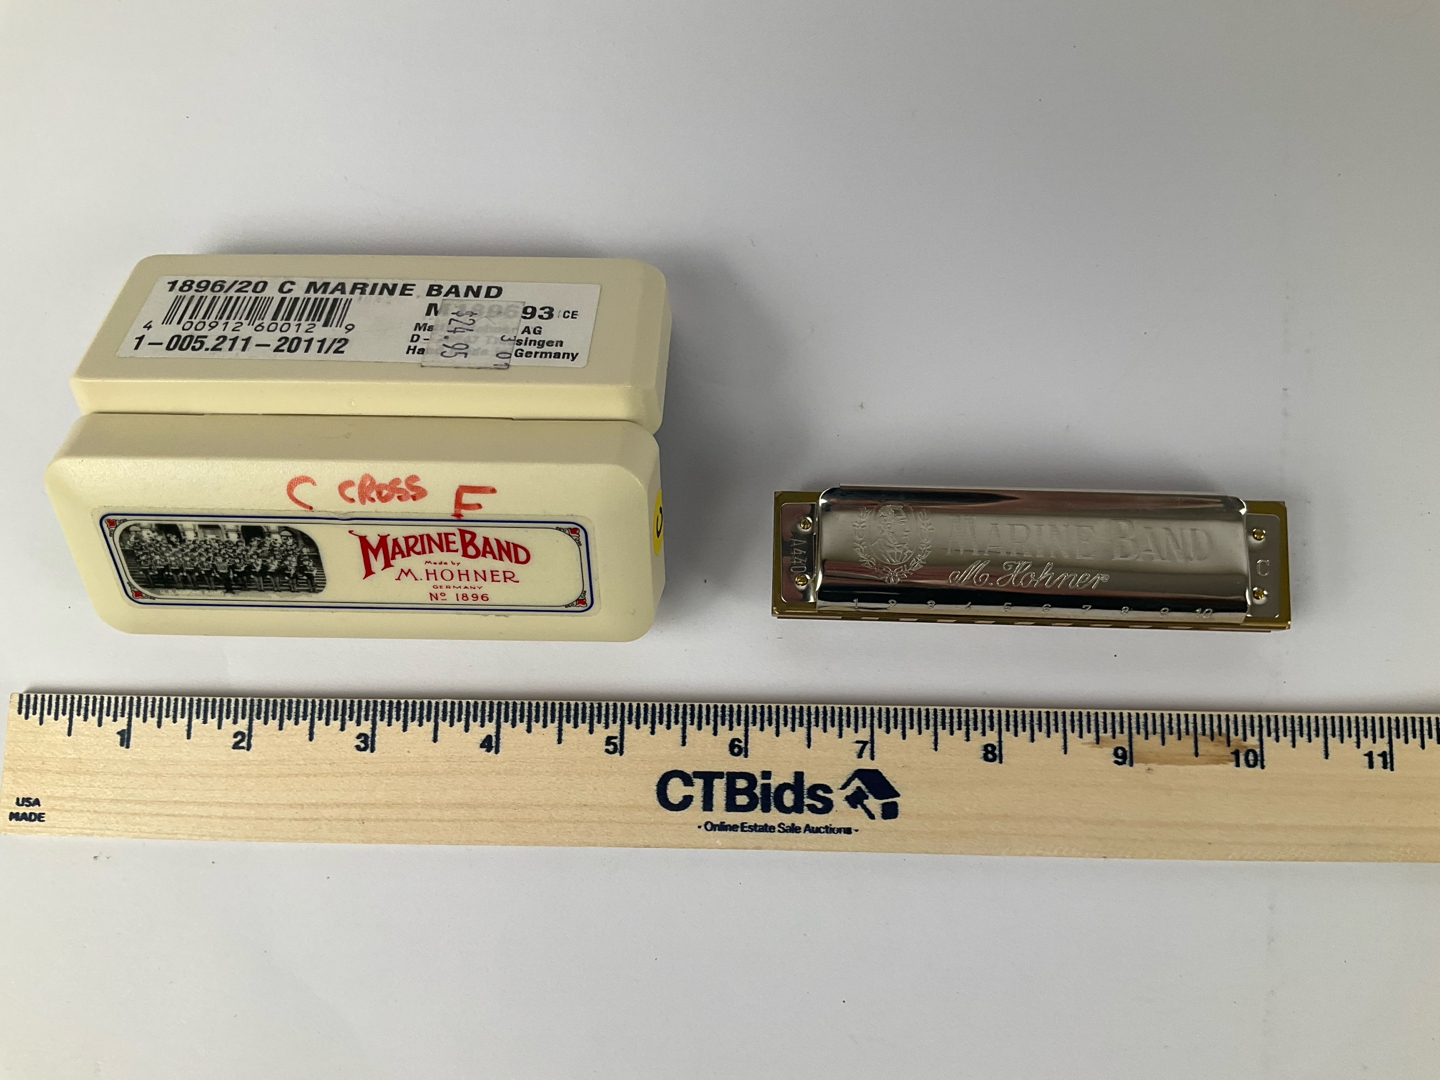 1896/20 C MARINE BAND
93 CE
4 00912 60012 9
AG
D-
Germany
1-005.211-2011/2
$24.95
C CROSS F
C
MARINE BAND
Made by
M. HOHNER
GERMANY
Nº 1896
A440
MARINE BAND
M. Hohner
C
1 2 3 4 5 6 7 8 9 10
1 2 3 4 5 6 7 8 9 10 11
USA
MADE
CTBids
- Online Estate Sale Auctions -